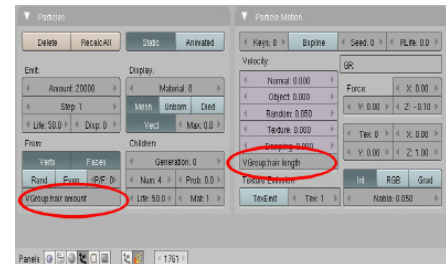 Particles
Particle Motion
Delete RecalcAll Static Animated
Keys: 8 Bspline Seed: 0 RLife: 0.0
Emit:
Display:
Velocity:
GR:
Amount: 20000 Material: 0
Normal: 0.000
Force: X: 0.00
Step: 1 Mesh Unborn Died
Object: 0.000
Y: 0.00 Z: -0.10
Life: 50.0 Disp: 0 Vect Max: 0.0
Random: 0.050
From:
Children:
Texture: 0.000
Tex: 8 X: 0.00
Verts Faces Generation: 0
Damping: 0.000
Y: 0.00 Z: 1.00
Rand Even P/F: 0 Num: 4 Prob: 0.0
VGroup:hair length
Texture Emission
Int RGB Grad
VGroup:hair amount
Life: 50.0 Mat: 1
TexEmit Tex: 1
Nabla: 0.050
Panels 1761